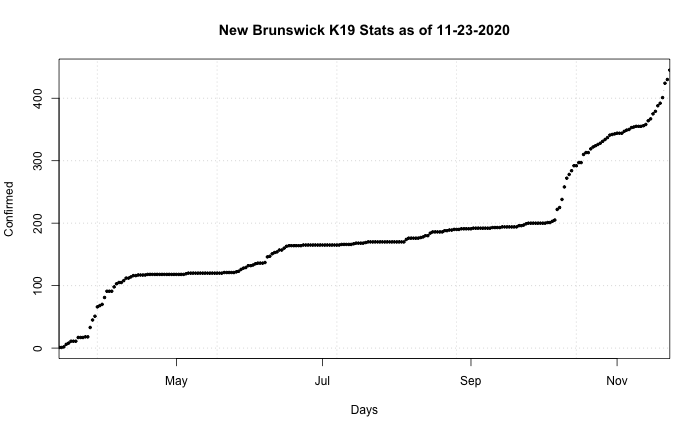 New Brunswick K19 Stats as of 11-23-2020
400
300
200
100
0
Confirmed
May Jul Sep Nov
Days